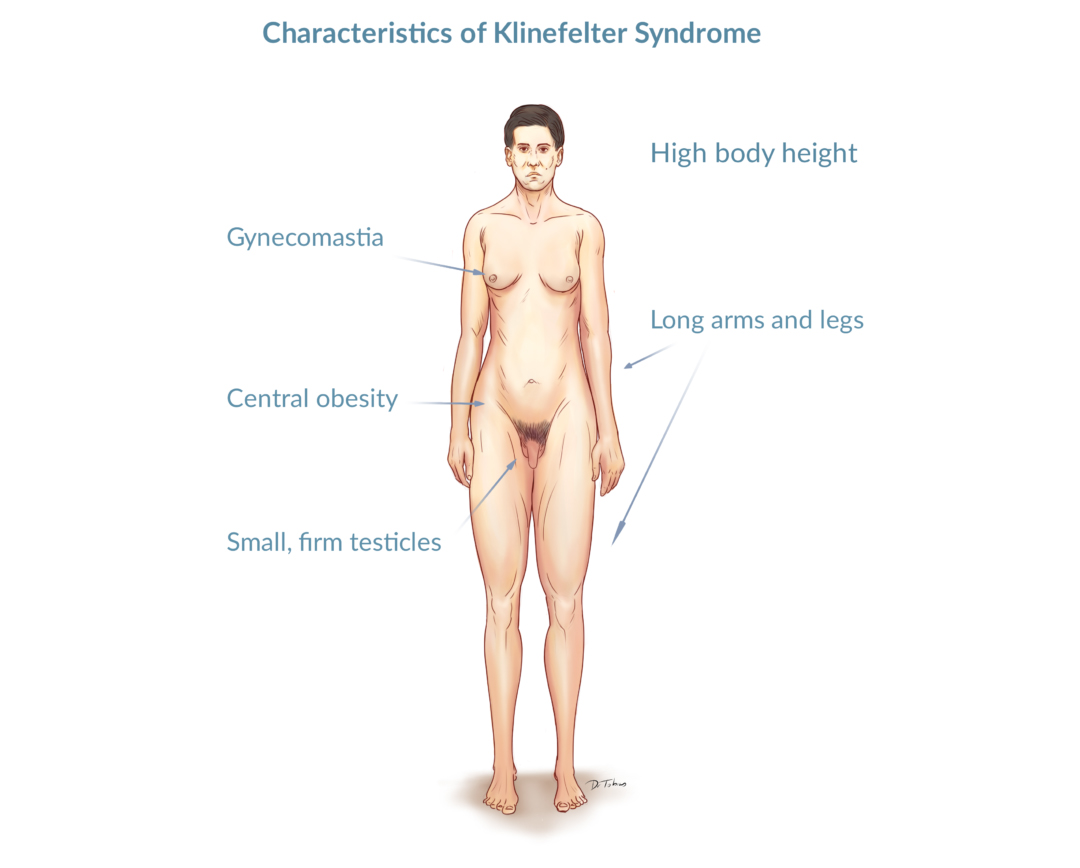 Characteristics of Klinefelter Syndrome
High body height
Gynecomastia
Long arms and legs
Central obesity
Small, firm testicles